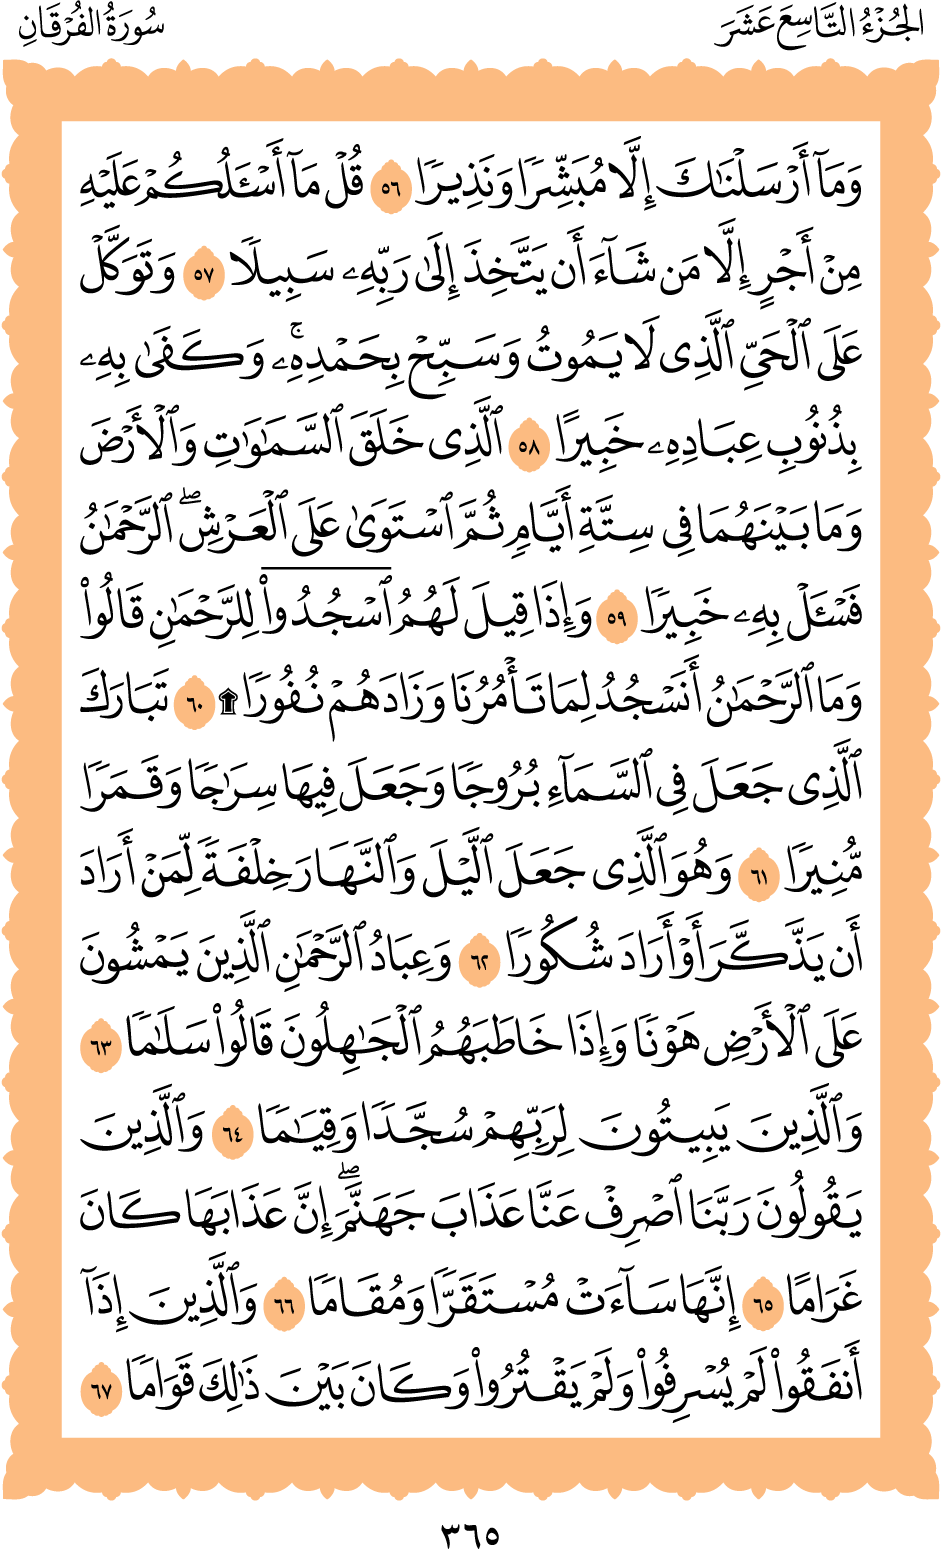 الجُزْءُ التَّاسِعَ عَشَرَ
سُورَةُ الفُرْقَانِ
وَمَآ أَرْسَلْنَٰكَ إِلَّا مُبَشِّرًا وَنَذِيرًا ٥٦ قُلْ مَآ أَسْـَٔلُكُمْ عَلَيْهِ
مِنْ أَجْرٍ إِلَّا مَن شَآءَ أَن يَتَّخِذَ إِلَىٰ رَبِّهِۦ سَبِيلًا ٥٧ وَتَوَكَّلْ
عَلَى ٱلْحَىِّ ٱلَّذِى لَا يَمُوتُ وَسَبِّحْ بِحَمْدِهِۦ ۚ وَكَفَىٰ بِهِۦ
بِذُنُوبِ عِبَادِهِۦ خَبِيرًا ٥٨ ٱلَّذِى خَلَقَ ٱلسَّمَٰوَٰتِ وَٱلْأَرْضَ
وَمَا بَيْنَهُمَا فِى سِتَّةِ أَيَّامٍ ثُمَّ ٱسْتَوَىٰ عَلَى ٱلْعَرْشِ ۖ ٱلرَّحْمَٰنُ
فَسْـَٔلْ بِهِۦ خَبِيرًا ٥٩ وَإِذَا قِيلَ لَهُمُ ٱسْجُدُوا۟ لِلرَّحْمَٰنِ قَالُوا۟
وَمَا ٱلرَّحْمَٰنُ أَنَسْجُدُ لِمَا تَأْمُرُنَا وَزَادَهُمْ نُفُورًا ۩ ٦٠ تَبَارَكَ
ٱلَّذِى جَعَلَ فِى ٱلسَّمَآءِ بُرُوجًا وَجَعَلَ فِيهَا سِرَٰجًا وَقَمَرًا
مُّنِيرًا ٦١ وَهُوَ ٱلَّذِى جَعَلَ ٱلَّيْلَ وَٱلنَّهَارَ خِلْفَةً لِّمَنْ أَرَادَ
أَن يَذَّكَّرَ أَوْ أَرَادَ شُكُورًا ٦٢ وَعِبَادُ ٱلرَّحْمَٰنِ ٱلَّذِينَ يَمْشُونَ
عَلَى ٱلْأَرْضِ هَوْنًا وَإِذَا خَاطَبَهُمُ ٱلْجَٰهِلُونَ قَالُوا۟ سَلَٰمًا ٦٣
وَٱلَّذِينَ يَبِيتُونَ لِرَبِّهِمْ سُجَّدًا وَقِيَٰمًا ٦٤ وَٱلَّذِينَ
يَقُولُونَ رَبَّنَا ٱصْرِفْ عَنَّا عَذَابَ جَهَنَّمَ ۖ إِنَّ عَذَابَهَا كَانَ
غَرَامًا ٦٥ إِنَّهَا سَآءَتْ مُسْتَقَرًّا وَمُقَامًا ٦٦ وَٱلَّذِينَ إِذَآ
أَنفَقُوا۟ لَمْ يُسْرِفُوا۟ وَلَمْ يَقْتُرُوا۟ وَكَانَ بَيْنَ ذَٰلِكَ قَوَامًا ٦٧
٣٦٥